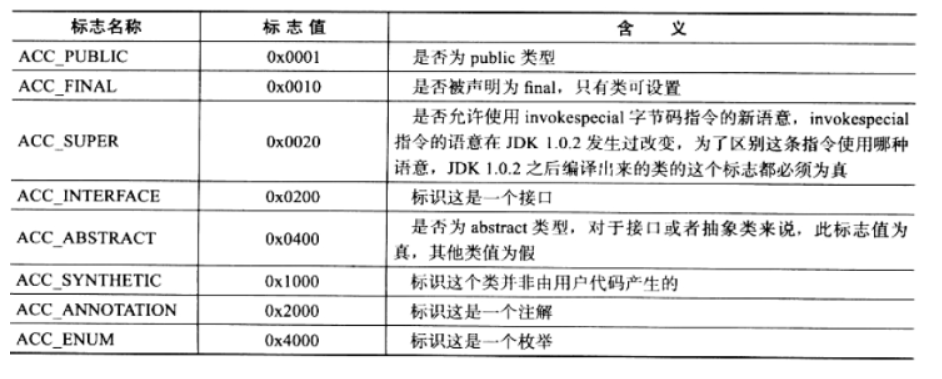 标志名称 标 志 值 含 义
ACC_PUBLIC 0x0001 是否为 public 类型
ACC_FINAL 0x0010 是否被声明为 final，只有类可设置
是否允许使用 invokespecial 字节码指令的新语意，invokespecial
ACC_SUPER 0x0020 指令的语意在 JDK 1.0.2 发生过改变，为了区别这条指令使用哪种
语意，JDK 1.0.2 之后编译出来的类的这个标志都必须为真
ACC_INTERFACE 0x0200 标识这是一个接口
ACC_ABSTRACT 0x0400 是否为 abstract 类型，对于接口或者抽象类来说，此标志值为
真，其他类值为假
ACC_SYNTHETIC 0x1000 标识这个类并非由用户代码产生的
ACC_ANNOTATION 0x2000 标识这是一个注解
ACC_ENUM 0x4000 标识这是一个枚举